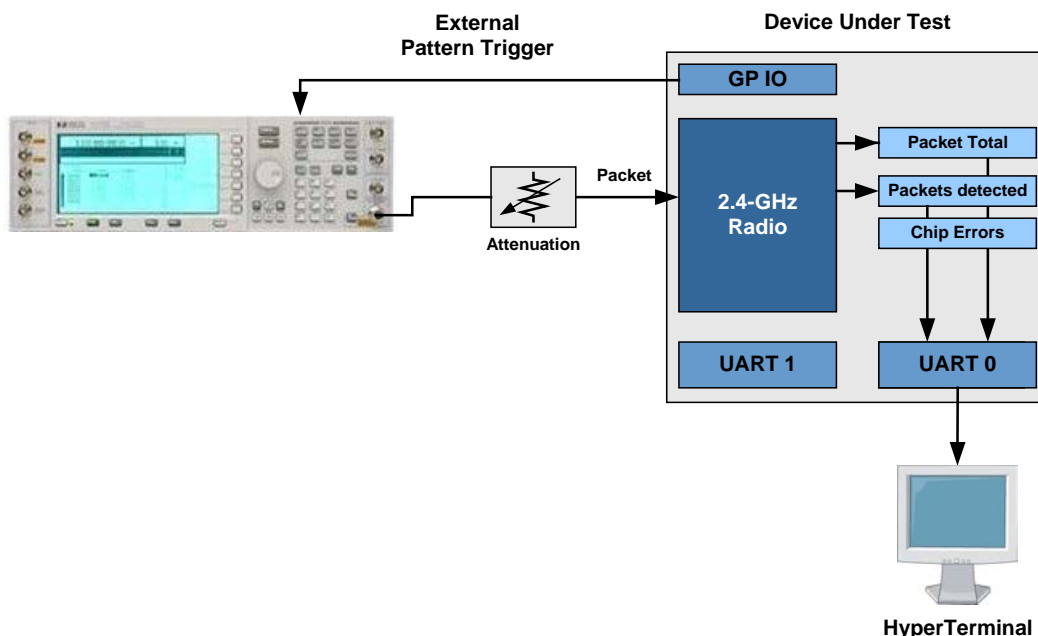 External
Pattern Trigger
Device Under Test
GP IO
Packet Total
Packet
Packets detected
2.4-GHz
Radio
Chip Errors
Attenuation
UART 1
UART 0
HyperTerminal